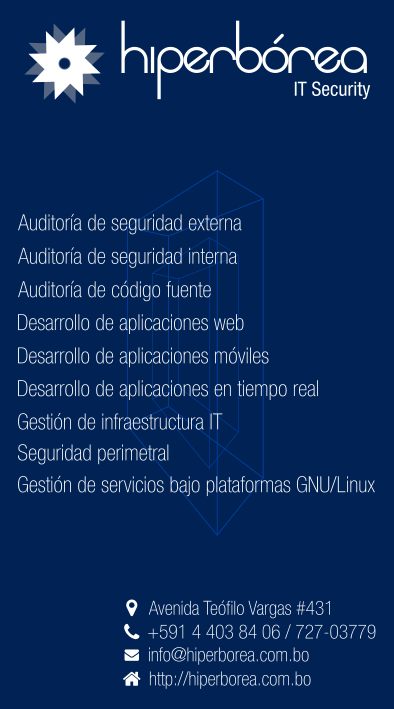 hiperbórea
IT Security
Auditoría de seguridad externa
Auditoría de seguridad interna
Auditoría de código fuente
Desarrollo de aplicaciones web
Desarrollo de aplicaciones móviles
Desarrollo de aplicaciones en tiempo real
Gestión de infraestructura IT
Seguridad perimetral
Gestión de servicios bajo plataformas GNU/Linux
Avenida Teófilo Vargas #431
+591 4 403 84 06 / 727-03779
info@hiperborea.com.bo
http://hiperborea.com.bo